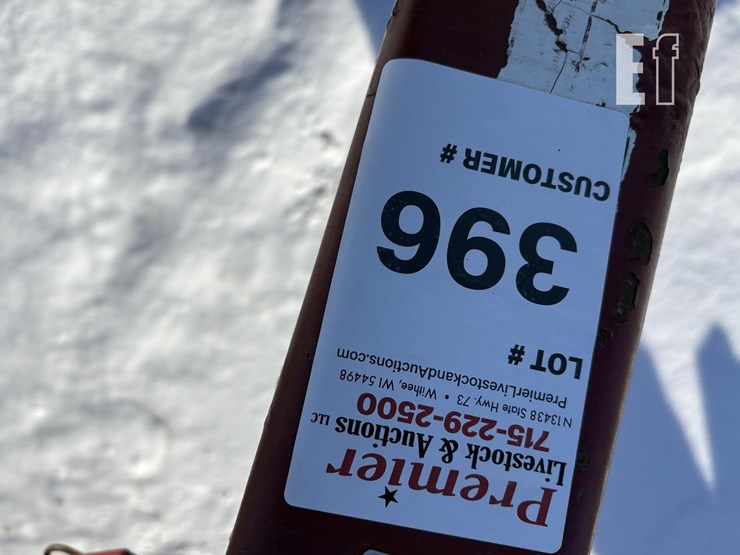 Premier
Livestock & Auctions LLC
715-229-2500
N13438 State Hwy. 73 • Withee, WI 54498
PremierLivestockandAuctions.com
LOT #
396
CUSTOMER #
Ef